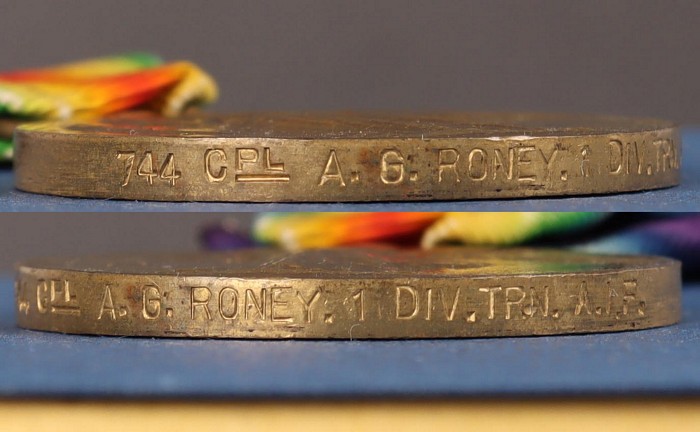 744 CPL A. G. RONEY. 1 DIV.TRN.
CPL A. G. RONEY. 1 DIV.TRN. A.I.F.